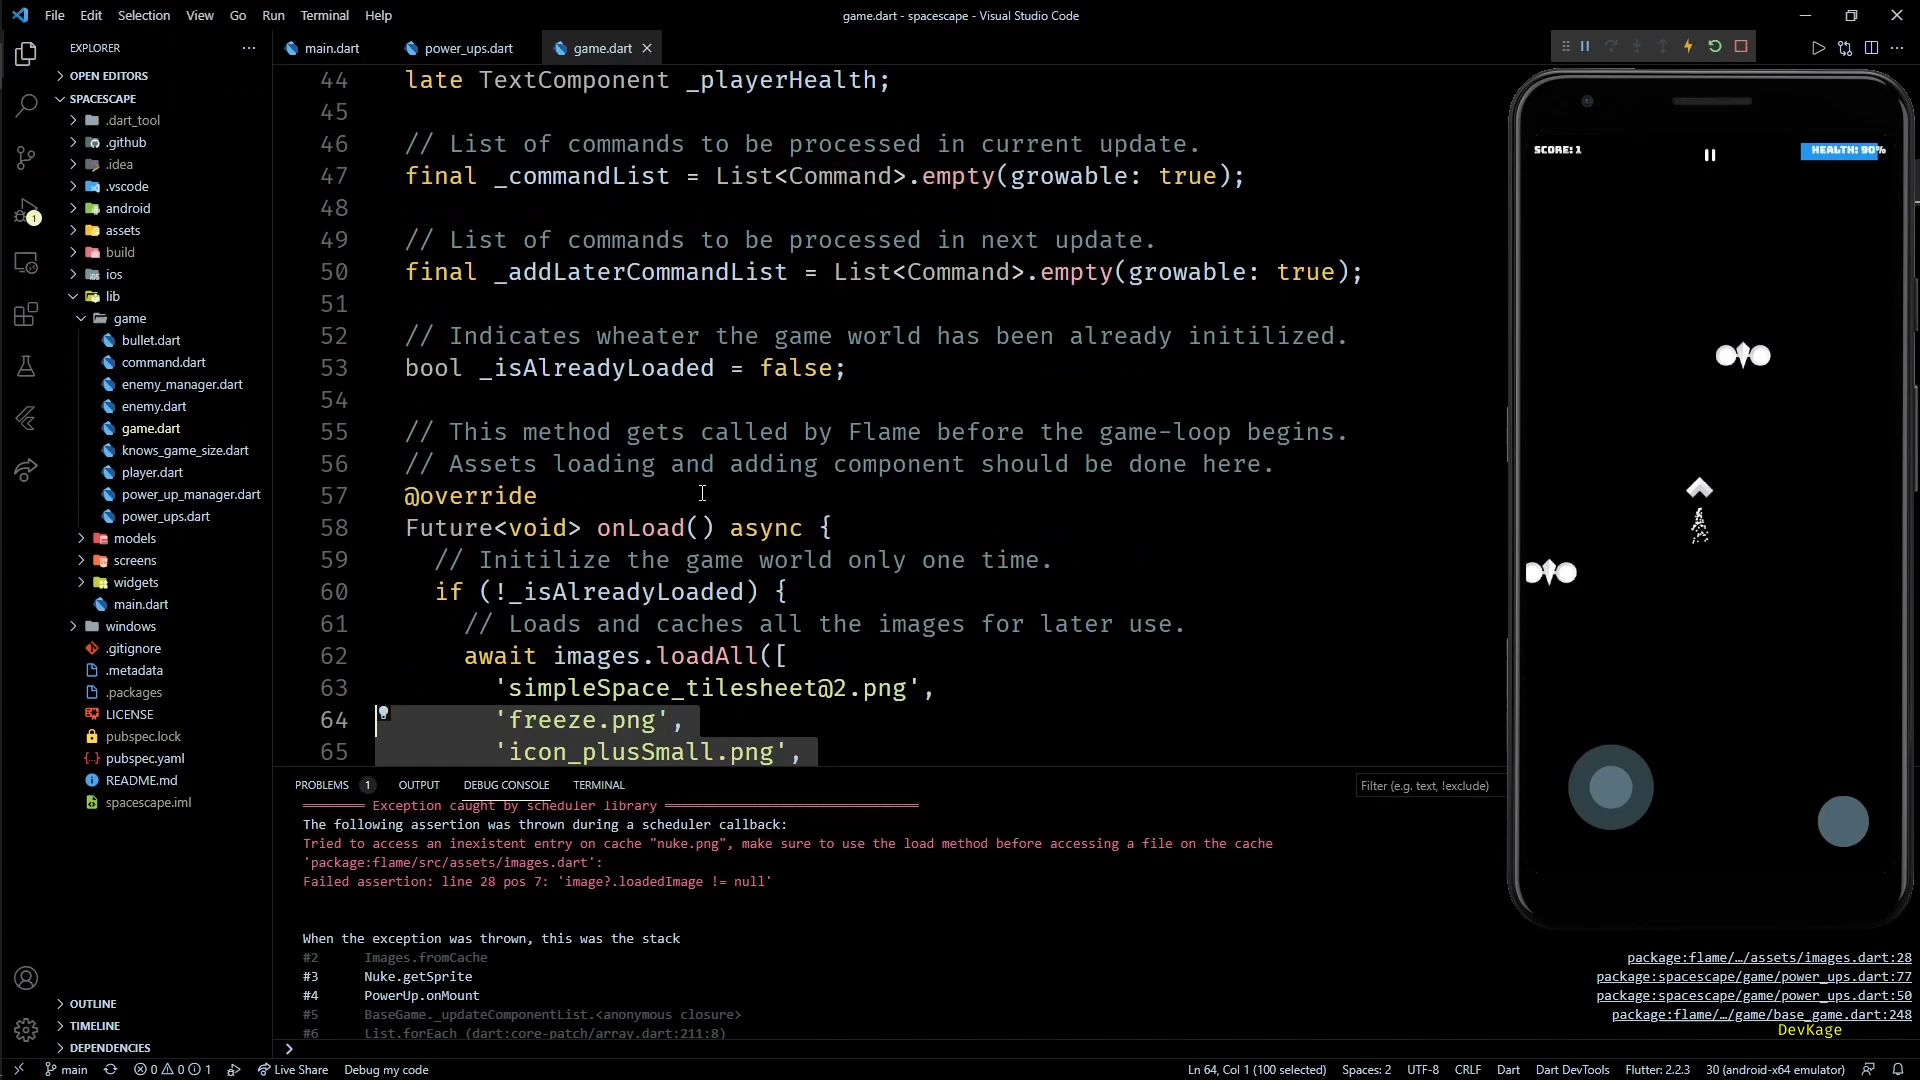 File Edit Selection View Go Run Terminal Help
game.dart - spacescape - Visual Studio Code
EXPLORER
main.dart
power_ups.dart
game.dart
OPEN EDITORS
SPACESCAPE
.dart_tool
.github
.idea
.vscode
android
assets
build
ios
lib
game
bullet.dart
command.dart
enemy_manager.dart
enemy.dart
game.dart
knows_game_size.dart
player.dart
power_up_manager.dart
power_ups.dart
models
screens
widgets
main.dart
windows
.gitignore
.metadata
.packages
LICENSE
pubspec.lock
pubspec.yaml
README.md
spacescape.iml
OUTLINE
TIMELINE
DEPENDENCIES
1
44 late TextComponent _playerHealth;
45
46 // List of commands to be processed in current update.
47 final _commandList = List<Command>.empty(growable: true);
48
49 // List of commands to be processed in next update.
50 final _addLaterCommandList = List<Command>.empty(growable: true);
51
52 // Indicates wheater the game world has been already initilized.
53 bool _isAlreadyLoaded = false;
54
55 // This method gets called by Flame before the game-loop begins.
56 // Assets loading and adding component should be done here.
57 @override
58 Future<void> onLoad() async {
59 // Initilize the game world only one time.
60 if (!_isAlreadyLoaded) {
61 // Loads and caches all the images for later use.
62 await images.loadAll([
63 'simpleSpace_tilesheet@2.png',
64 'freeze.png',
65 'icon_plusSmall.png',
SCORE: 1
HEALTH: 90%
PROBLEMS 1 OUTPUT DEBUG CONSOLE TERMINAL
Filter (e.g. text, !exclude)
════════ Exception caught by scheduler library ═════════════════════════════════
The following assertion was thrown during a scheduler callback:
Tried to access an inexistent entry on cache "nuke.png", make sure to use the load method before accessing a file on the cache
'package:flame/src/assets/images.dart':
Failed assertion: line 28 pos 7: 'image?.loadedImage != null'
When the exception was thrown, this was the stack
#2 Images.fromCache package:flame/…/assets/images.dart:28
#3 Nuke.getSprite package:spacescape/game/power_ups.dart:77
#4 PowerUp.onMount package:spacescape/game/power_ups.dart:50
#5 BaseGame._updateComponentList.<anonymous closure> package:flame/…/game/base_game.dart:248
#6 List.forEach (dart:core-patch/array.dart:211:8)
DevKage
main
0 0 1
Live Share
Debug my code
Ln 64, Col 1 (100 selected)
Spaces: 2
UTF-8
CRLF
Dart
Dart DevTools
Flutter: 2.2.3
30 (android-x64 emulator)